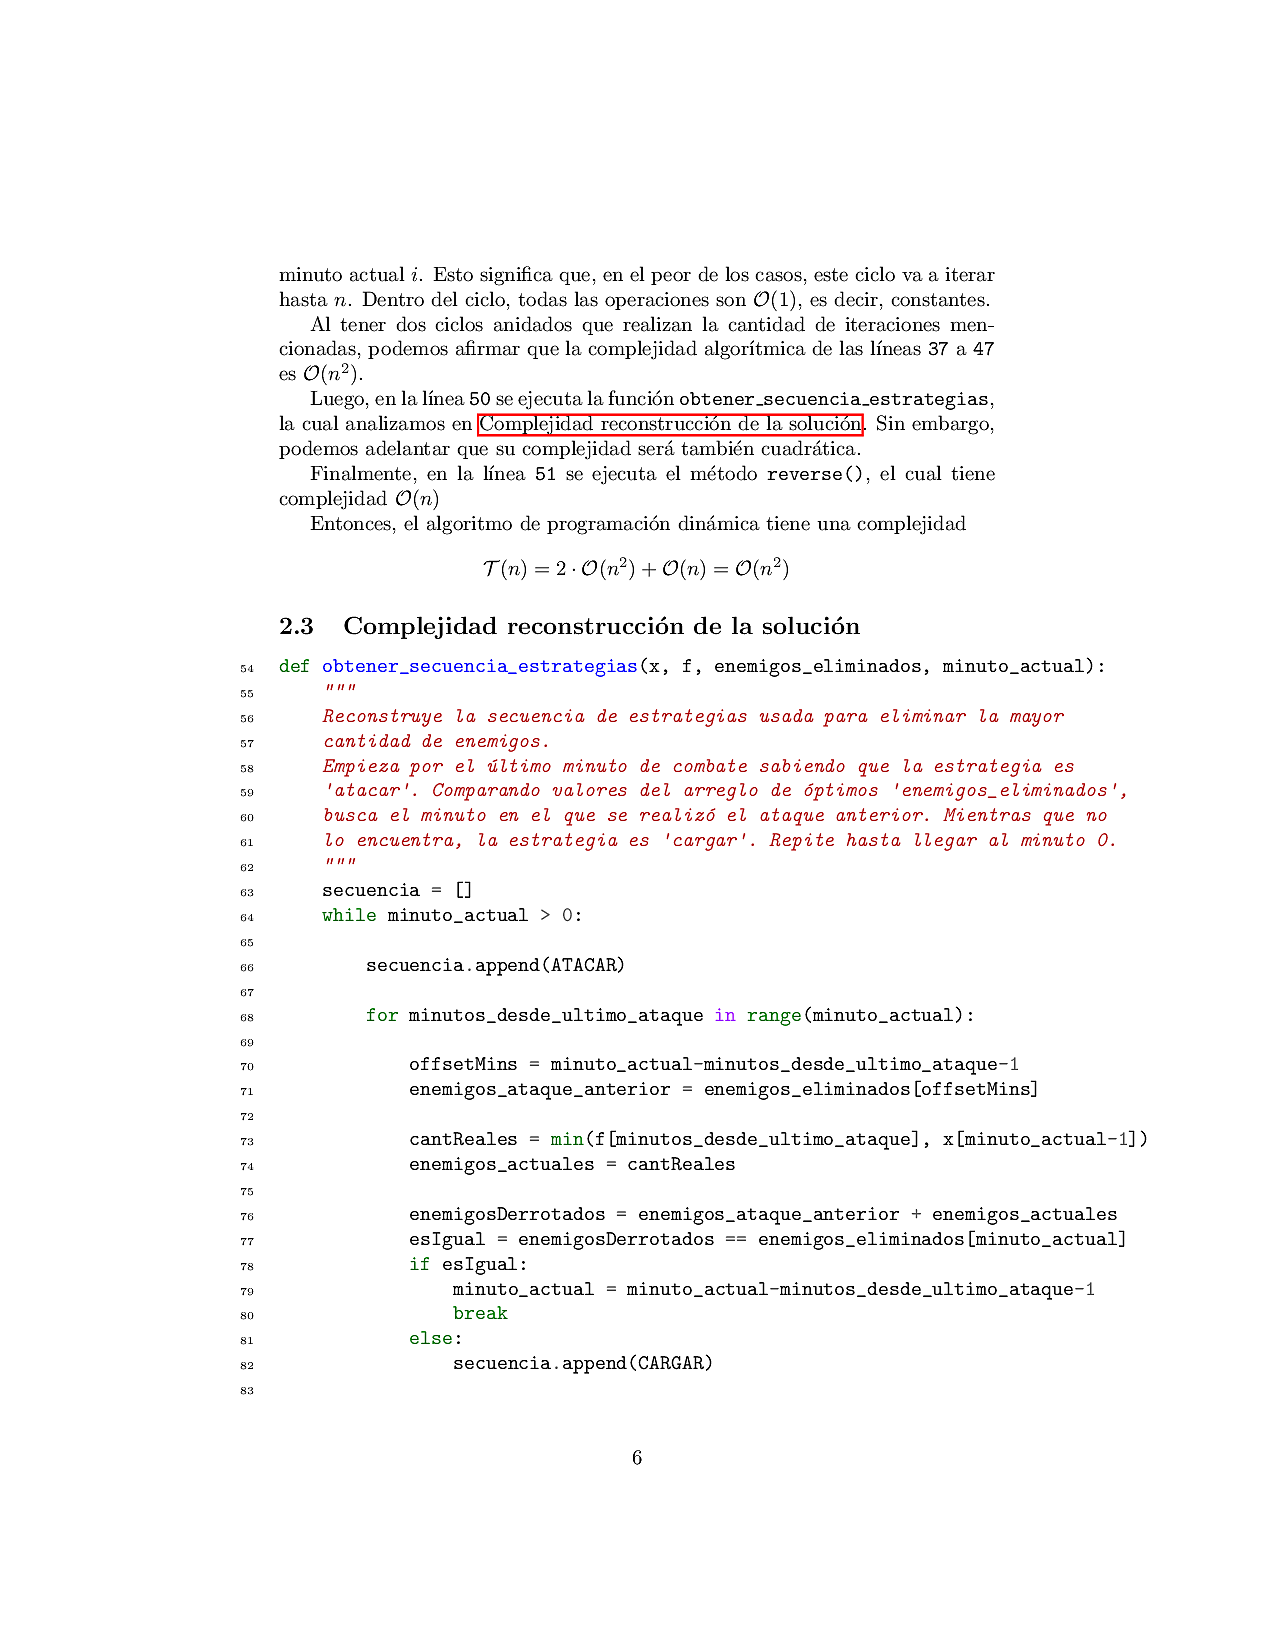 minuto actual i. Esto significa que, en el peor de los casos, este ciclo va a iterar
hasta n. Dentro del ciclo, todas las operaciones son O(1), es decir, constantes.
Al tener dos ciclos anidados que realizan la cantidad de iteraciones men-
cionadas, podemos afirmar que la complejidad algorítmica de las líneas 37 a 47
es O(n²).
Luego, en la línea 50 se ejecuta la función obtener_secuencia_estrategias,
la cual analizamos en Complejidad reconstrucción de la solución. Sin embargo,
podemos adelantar que su complejidad será también cuadrática.
Finalmente, en la línea 51 se ejecuta el método reverse(), el cual tiene
complejidad O(n)
Entonces, el algoritmo de programación dinámica tiene una complejidad
T(n) = 2 · O(n²) + O(n) = O(n²)
2.3 Complejidad reconstrucción de la solución
54 def obtener_secuencia_estrategias(x, f, enemigos_eliminados, minuto_actual):
55 """
56 Reconstruye la secuencia de estrategias usada para eliminar la mayor
57 cantidad de enemigos.
58 Empieza por el último minuto de combate sabiendo que la estrategia es
59 'atacar'. Comparando valores del arreglo de óptimos 'enemigos_eliminados',
60 busca el minuto en el que se realizó el ataque anterior. Mientras que no
61 lo encuentra, la estrategia es 'cargar'. Repite hasta llegar al minuto 0.
62 """
63 secuencia = []
64 while minuto_actual > 0:
65
66 secuencia.append(ATACAR)
67
68 for minutos_desde_ultimo_ataque in range(minuto_actual):
69
70 offsetMins = minuto_actual-minutos_desde_ultimo_ataque-1
71 enemigos_ataque_anterior = enemigos_eliminados[offsetMins]
72
73 cantReales = min(f[minutos_desde_ultimo_ataque], x[minuto_actual-1])
74 enemigos_actuales = cantReales
75
76 enemigosDerrotados = enemigos_ataque_anterior + enemigos_actuales
77 esIgual = enemigosDerrotados == enemigos_eliminados[minuto_actual]
78 if esIgual:
79 minuto_actual = minuto_actual-minutos_desde_ultimo_ataque-1
80 break
81 else:
82 secuencia.append(CARGAR)
83
6